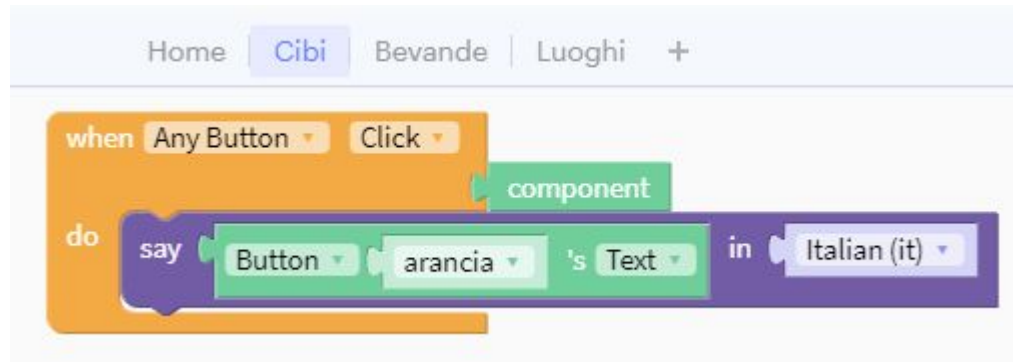 Home Cibi Bevande Luoghi +
when Any Button Click
component
do say Button arancia 's Text in Italian (it)